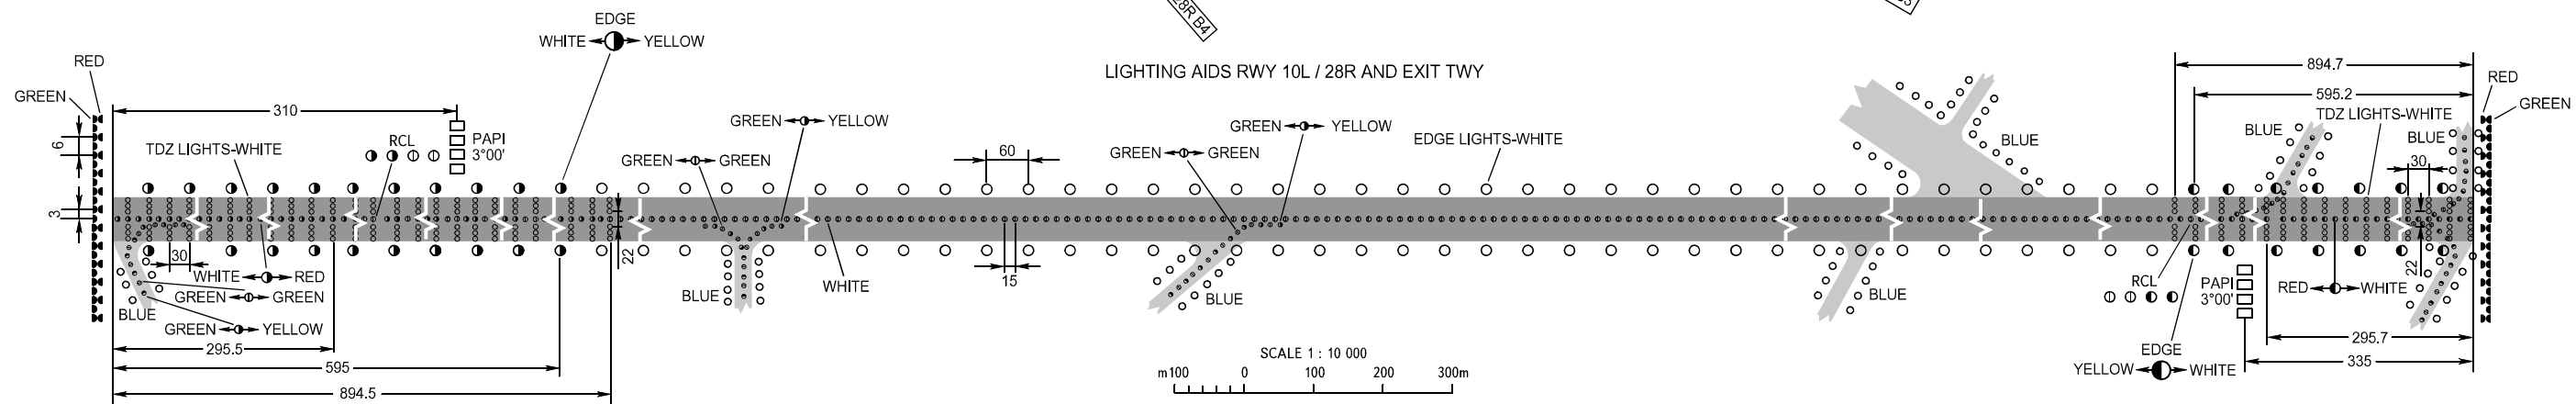 28R B4
EDGE
WHITE YELLOW
LIGHTING AIDS RWY 10L / 28R AND EXIT TWY
RED
GREEN
310
6
3
RCL
PAPI
3°00'
TDZ LIGHTS-WHITE
GREEN YELLOW
GREEN GREEN
60
GREEN YELLOW
GREEN GREEN
EDGE LIGHTS-WHITE
BLUE
894.7
595.2
TDZ LIGHTS-WHITE
BLUE
BLUE
30
RED
GREEN
30
WHITE RED
GREEN GREEN
BLUE
GREEN YELLOW
22
BLUE
WHITE
15
BLUE
BLUE
RCL
PAPI
3°00'
RED WHITE
22
295.5
595
894.5
SCALE 1 : 10 000
m100 0 100 200 300m
EDGE
YELLOW WHITE
295.7
335